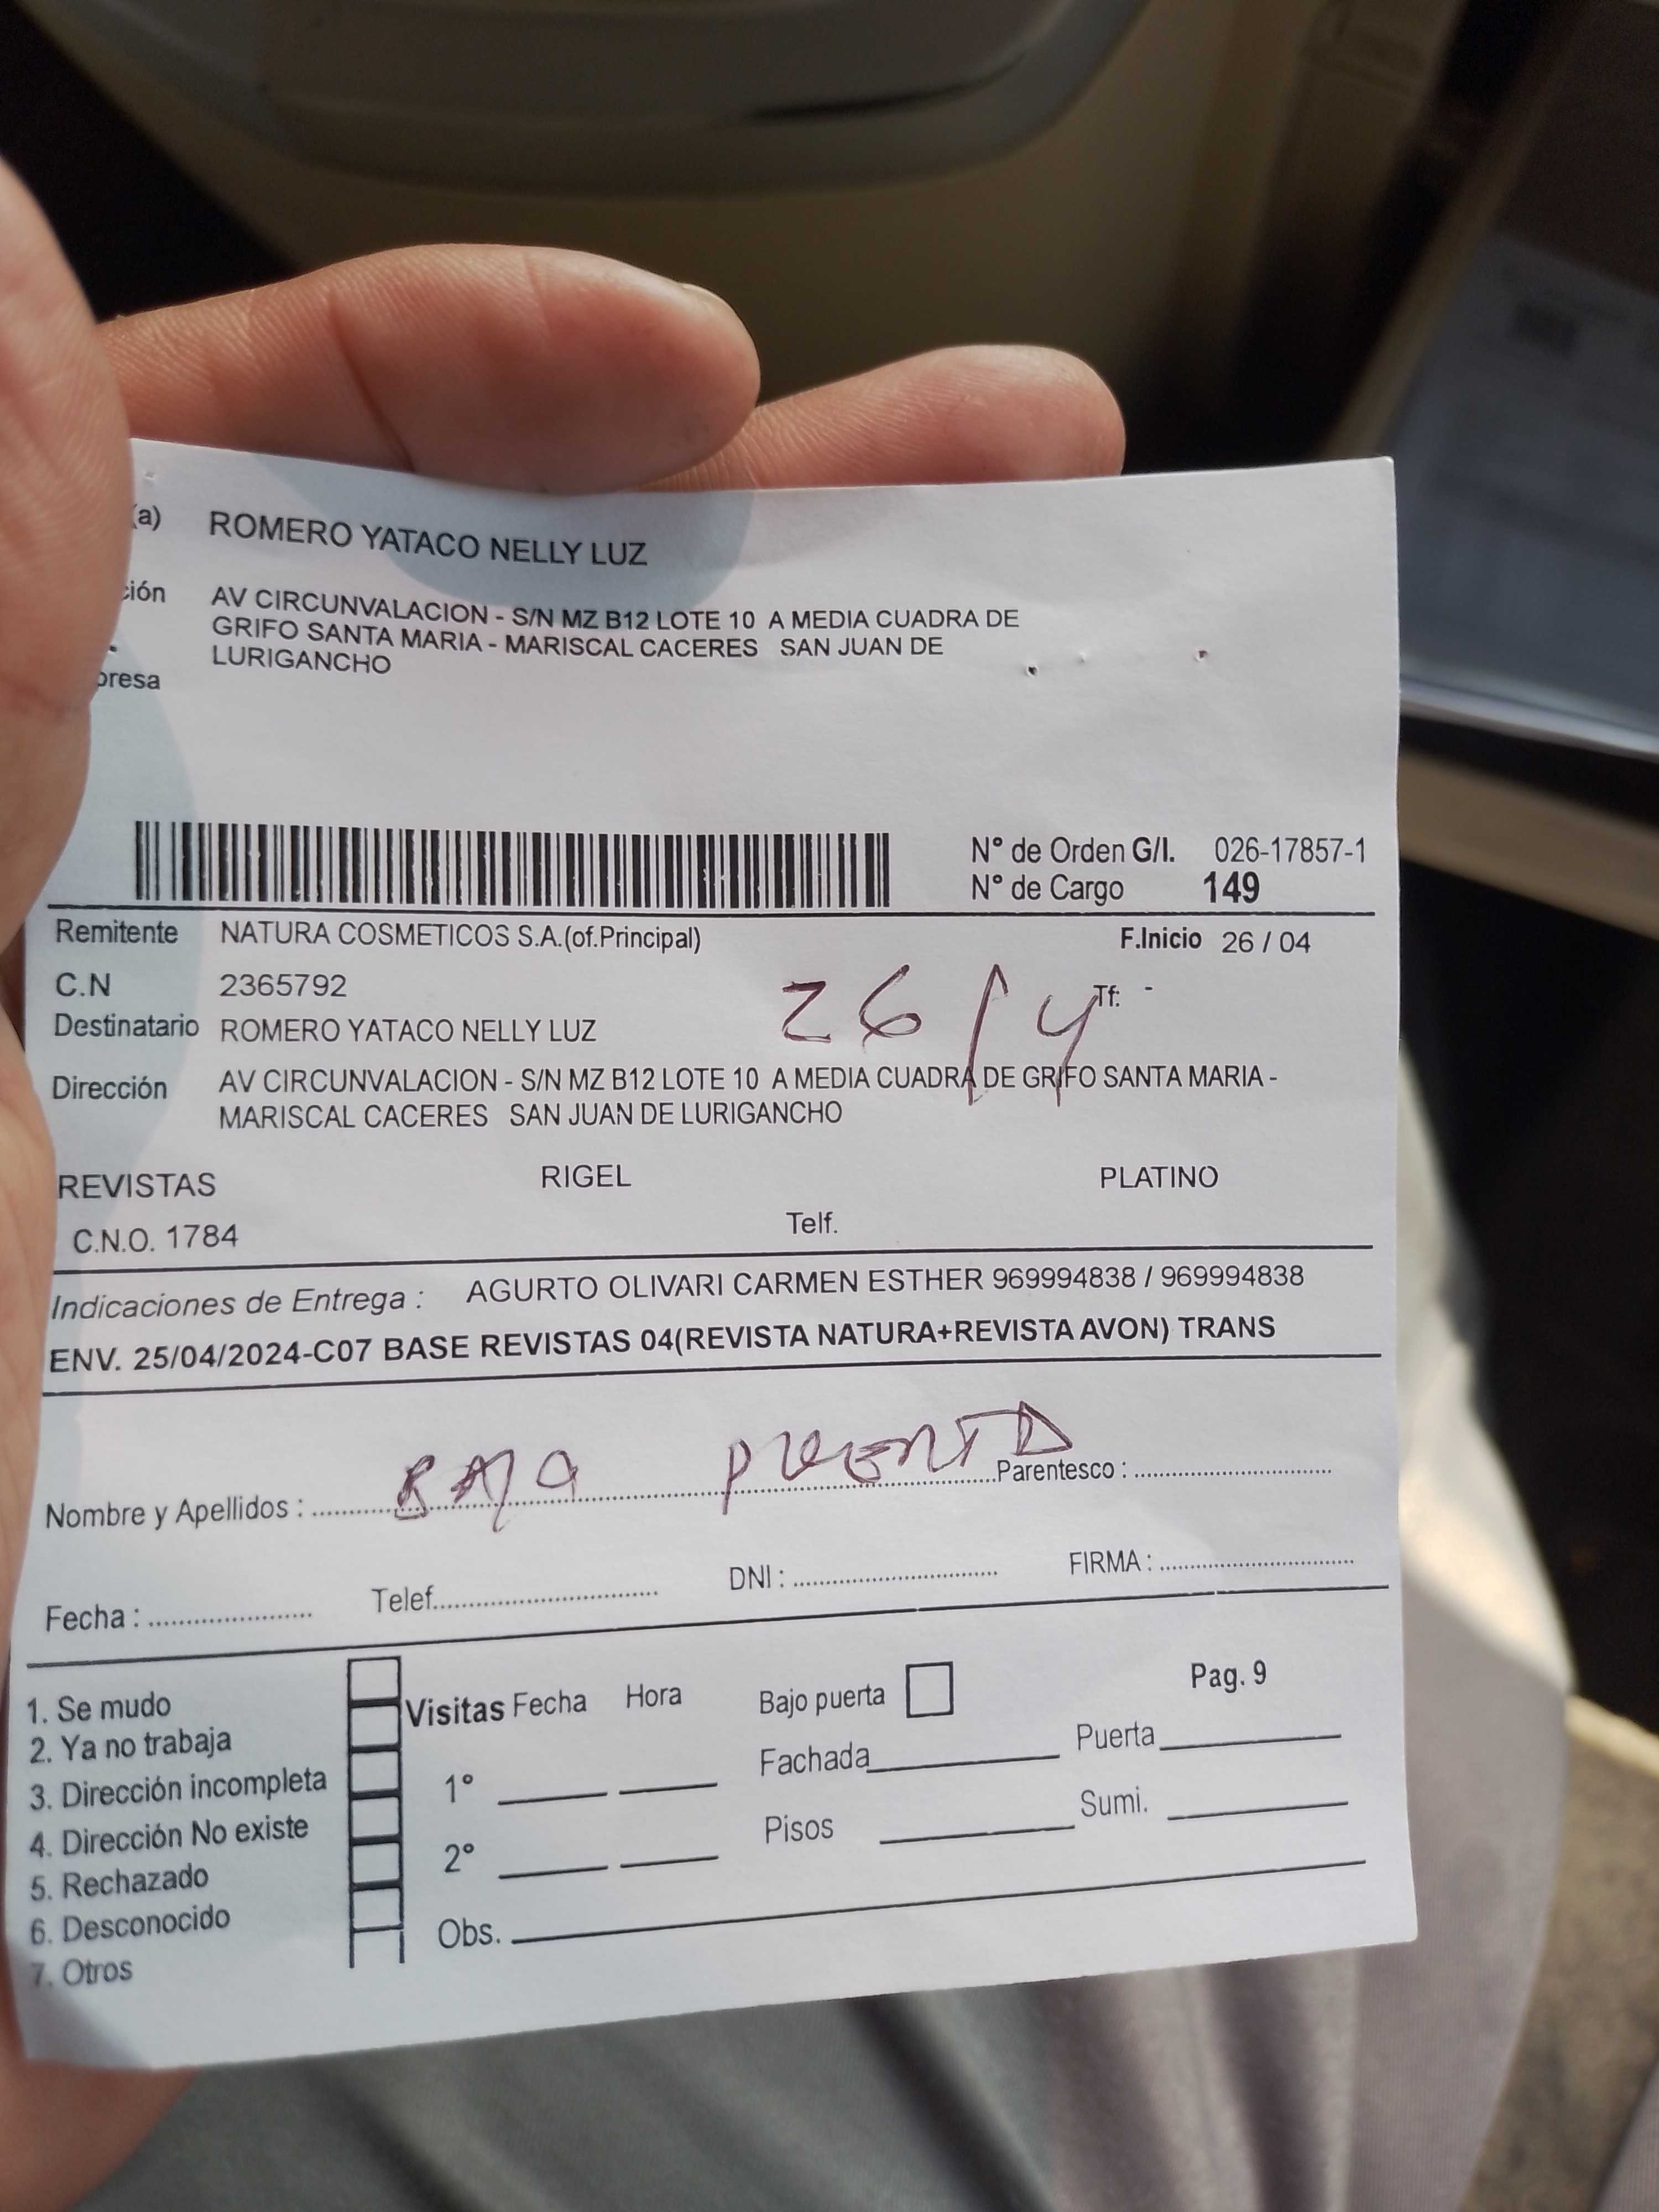 (a) ROMERO YATACO NELLY LUZ
ción AV CIRCUNVALACION - S/N MZ B12 LOTE 10 A MEDIA CUADRA DE
GRIFO SANTA MARIA - MARISCAL CACERES SAN JUAN DE
LURIGANCHO
presa
N° de Orden G/I. 026-17857-1
N° de Cargo 149
Remitente NATURA COSMETICOS S.A.(of.Principal) F.Inicio 26 / 04
C.N 2365792 26/4 Tf: -
Destinatario ROMERO YATACO NELLY LUZ
Dirección AV CIRCUNVALACION - S/N MZ B12 LOTE 10 A MEDIA CUADRA DE GRIFO SANTA MARIA -
MARISCAL CACERES SAN JUAN DE LURIGANCHO
REVISTAS RIGEL PLATINO
C.N.O. 1784 Telf.
Indicaciones de Entrega : AGURTO OLIVARI CARMEN ESTHER 969994838 / 969994838
ENV. 25/04/2024-C07 BASE REVISTAS 04(REVISTA NATURA+REVISTA AVON) TRANS
Nombre y Apellidos : BAJO Parentesco :
Fecha : Telef. DNI : FIRMA :
1. Se mudo
2. Ya no trabaja
3. Dirección incompleta
4. Dirección No existe
5. Rechazado
6. Desconocido
7. Otros
Visitas Fecha Hora
1°
2°
Obs.
Bajo puerta Pag. 9
Fachada Puerta
Pisos Sumi.